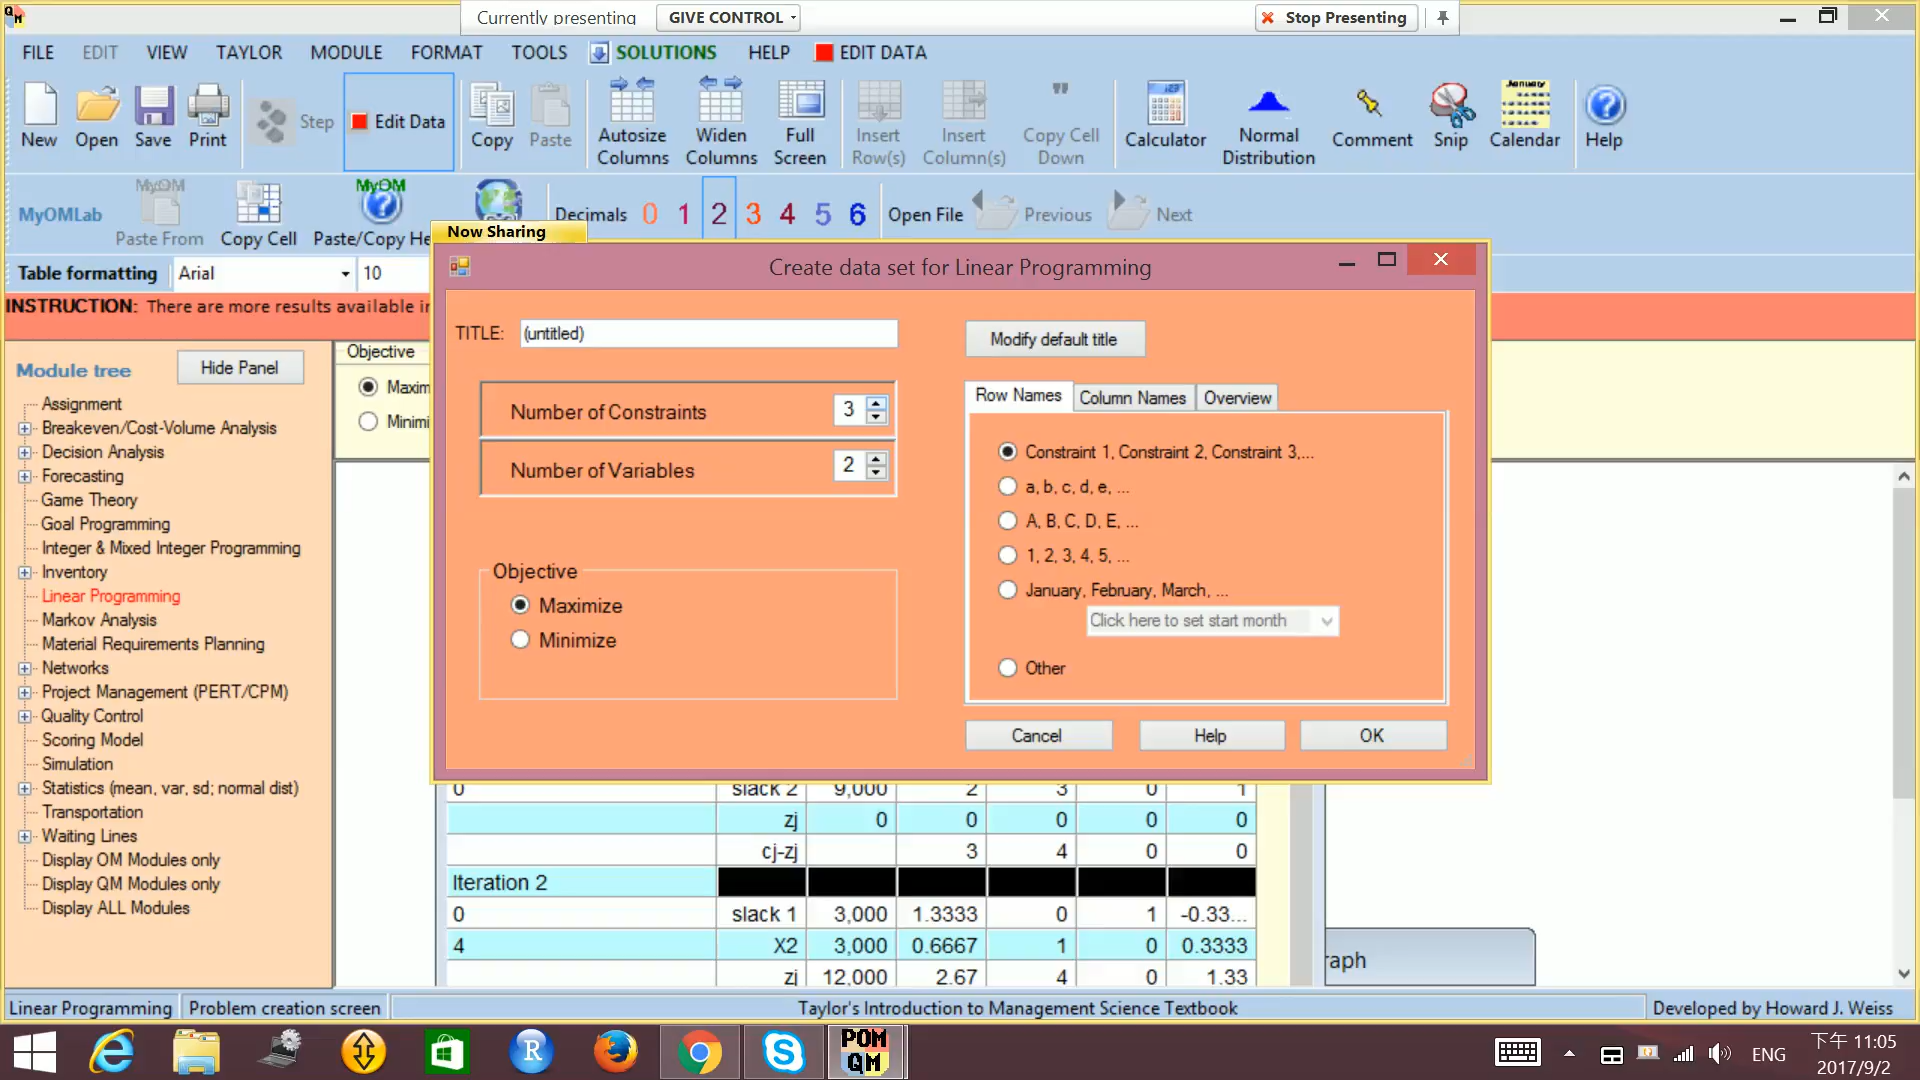 Currently presenting
GIVE CONTROL
Stop Presenting
FILE EDIT VIEW TAYLOR MODULE FORMAT TOOLS SOLUTIONS HELP EDIT DATA
New
Open
Save
Print
Step
Edit Data
Copy
Paste
Autosize Columns
Widen Columns
Full Screen
Insert Row(s)
Insert Column(s)
Copy Cell Down
Calculator
Normal Distribution
Comment
Snip
Calendar
Help
MyOMLab
Paste From
Copy Cell
Paste/Copy He
Decimals 0 1 2 3 4 5 6
Open File
Previous
Next
Table formatting Arial 10
INSTRUCTION: There are more results available i
Now Sharing
Create data set for Linear Programming
TITLE: (untitled)
Modify default title
Number of Constraints 3
Number of Variables 2
Objective
Maximize
Minimize
Row Names Column Names Overview
Constraint 1, Constraint 2, Constraint 3,...
a, b, c, d, e, ...
A, B, C, D, E, ...
1, 2, 3, 4, 5, ...
January, February, March, ...
Click here to set start month
Other
Cancel Help OK
Module tree
Hide Panel
Assignment
Breakeven/Cost-Volume Analysis
Decision Analysis
Forecasting
Game Theory
Goal Programming
Integer & Mixed Integer Programming
Inventory
Linear Programming
Markov Analysis
Material Requirements Planning
Networks
Project Management (PERT/CPM)
Quality Control
Scoring Model
Simulation
Statistics (mean, var, sd; normal dist)
Transportation
Waiting Lines
Display OM Modules only
Display QM Modules only
Display ALL Modules
Objective
Maxim
Minimi
0 slack 2 9,000 2 3 0 1
zj 0 0 0 0 0
cj-zj 3 4 0 0
Iteration 2
0 slack 1 3,000 1.3333 0 1 -0.33...
4 X2 3,000 0.6667 1 0 0.3333
zj 12,000 2.67 4 0 1.33
raph
Linear Programming Problem creation screen Taylor's Introduction to Management Science Textbook Developed by Howard J. Weiss
POM
QM
ENG
下午 11:05
2017/9/2